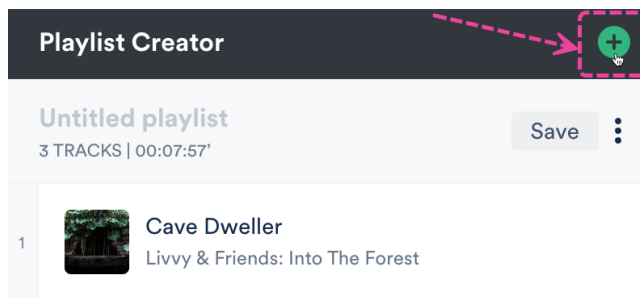 Playlist Creator
Untitled playlist
3 TRACKS | 00:07:57’
Save
1
Cave Dweller
Livvy & Friends: Into The Forest